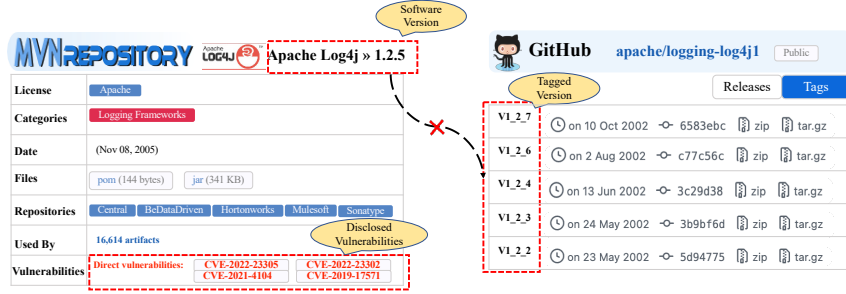 Software
Version
MVNREPOSITORY
Apache
LOG4J
Apache Log4j » 1.2.5
License
Apache
Categories
Logging Frameworks
Date
(Nov 08, 2005)
Files
pom (144 bytes)
jar (341 KB)
Repositories
Central
BeDataDriven
Hortonworks
Mulesoft
Sonatype
Used By
16,614 artifacts
Disclosed
Vulnerabilities
Vulnerabilities
Direct vulnerabilities:
CVE-2022-23305
CVE-2022-23302
CVE-2021-4104
CVE-2019-17571
GitHub
apache/logging-log4j1
Public
Releases
Tags
Tagged
Version
V1_2_7
on 10 Oct 2002
6583ebc
zip
tar.gz
V1_2_6
on 2 Aug 2002
c77c56c
zip
tar.gz
V1_2_4
on 13 Jun 2002
3c29d38
zip
tar.gz
V1_2_3
on 24 May 2002
3b9bf6d
zip
tar.gz
V1_2_2
on 23 May 2002
5d94775
zip
tar.gz